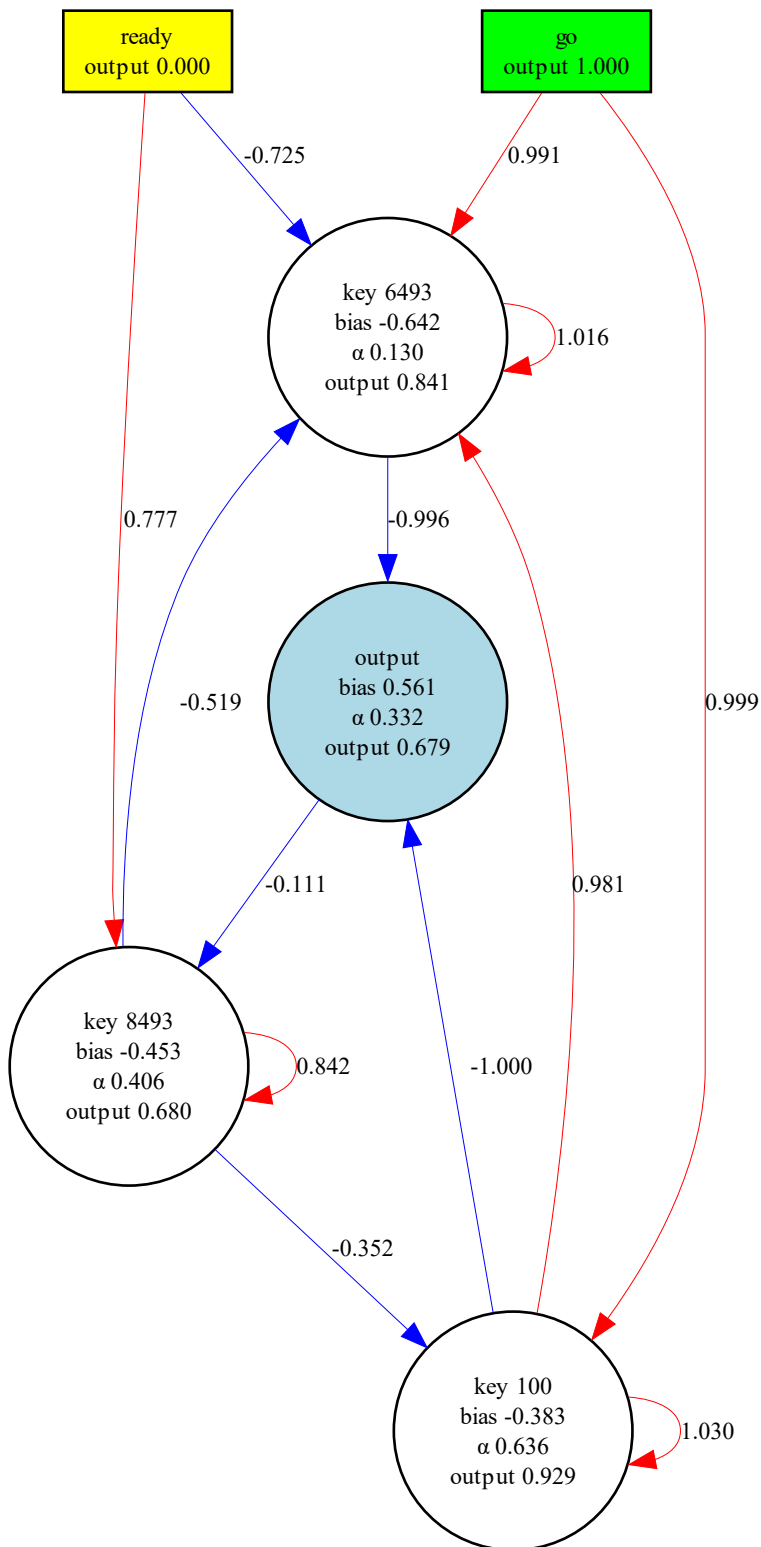 ready
output 0.000
go
output 1.000
-0.725
0.991
key 6493
bias -0.642
α 0.130
output 0.841
1.016
0.777
-0.996
-0.519
output
bias 0.561
α 0.332
output 0.679
0.999
-0.111
0.981
key 8493
bias -0.453
α 0.406
output 0.680
0.842
-1.000
-0.352
key 100
bias -0.383
α 0.636
output 0.929
1.030